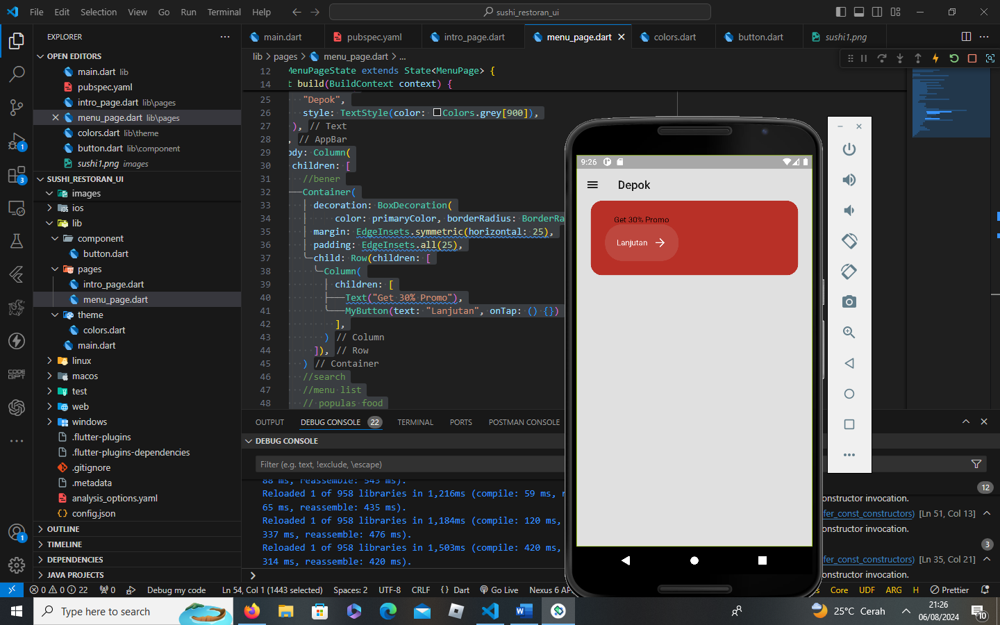 File Edit Selection View Go Run Terminal Help
sushi_restoran_ui
EXPLORER
OPEN EDITORS
main.dart lib
pubspec.yaml
intro_page.dart lib\pages
menu_page.dart lib\pages
colors.dart lib\theme
button.dart lib\component
sushi1.png images
SUSHI_RESTORAN_UI
images
ios
lib
component
button.dart
pages
intro_page.dart
menu_page.dart
theme
colors.dart
main.dart
linux
macos
test
web
windows
.flutter-plugins
.flutter-plugins-dependencies
.gitignore
.metadata
analysis_options.yaml
config.json
OUTLINE
TIMELINE
DEPENDENCIES
JAVA PROJECTS
1
3
CODE GPT
1
main.dart pubspec.yaml intro_page.dart menu_page.dart colors.dart button.dart sushi1.png
lib > pages > menu_page.dart > ...
12 MenuPageState extends State<MenuPage> {
14 t build(BuildContext context) {
25 "Depok",
26 style: TextStyle(color: Colors.grey[900]),
27 ), // Text
28 , // AppBar
29 ody: Column(
30 children: [
31 //bener
32 Container(
33 decoration: BoxDecoration(
34 color: primaryColor, borderRadius: BorderRa
35 margin: EdgeInsets.symmetric(horizontal: 25),
36 padding: EdgeInsets.all(25),
37 child: Row(children: [
38 Column(
39 children: [
40 Text("Get 30% Promo"),
41 MyButton(text: "Lanjutan", onTap: () {})
42 ],
43 ) // Column
44 ]), // Row
45 ) // Container
46 //search
47 //menu list
48 // populas food
OUTPUT DEBUG CONSOLE 22 TERMINAL PORTS POSTMAN CONSOLE
DEBUG CONSOLE
Filter (e.g. text, !exclude, \escape)
88 ms, reassemble: 543 ms).
Reloaded 1 of 958 libraries in 1,216ms (compile: 59 ms, r
65 ms, reassemble: 435 ms).
Reloaded 1 of 958 libraries in 1,184ms (compile: 120 ms,
337 ms, reassemble: 476 ms).
Reloaded 1 of 958 libraries in 1,503ms (compile: 420 ms,
314 ms, reassemble: 420 ms).
12
onstructor invocation.
fer_const_constructors) [Ln 51, Col 13]
onstructor invocation.
3
fer_const_constructors) [Ln 35, Col 21]
onstructor invocation.
9:26
Depok
Get 30% Promo
Lanjutan
0 0 22 0 Debug my code Ln 54, Col 1 (1443 selected) Spaces: 2 UTF-8 CRLF {} Dart Go Live Nexus 6 AP
s Core UDF ARG H Prettier
Type here to search
25°C Cerah
21:26
06/08/2024
10